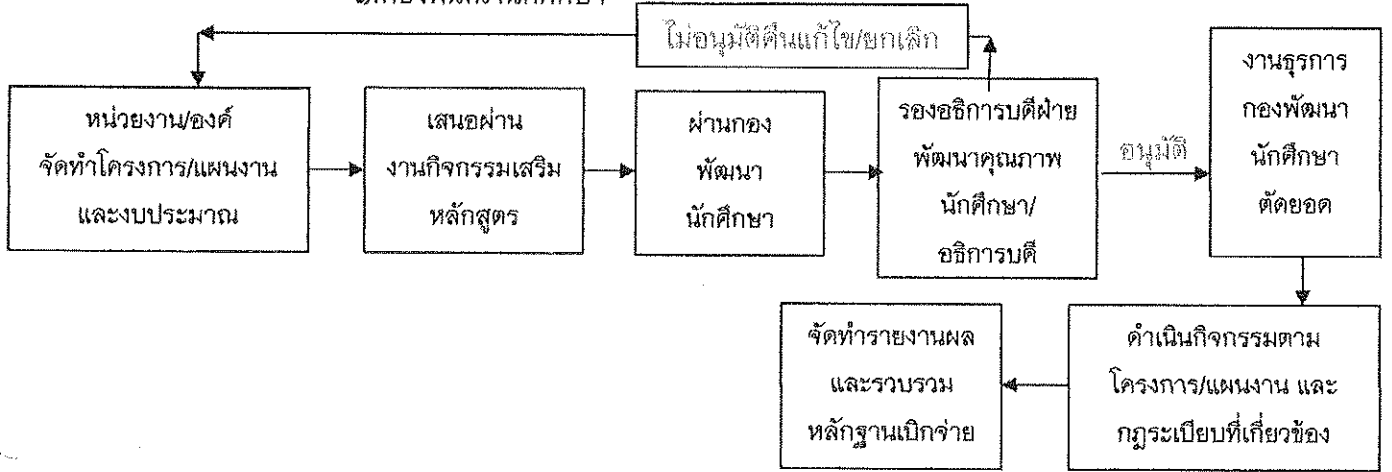 ไม่อนุมัติคืนแก้ไข/ยกเลิก
หน่วยงาน/องค์
จัดทำโครงการ/แผนงาน
และงบประมาณ
เสนอผ่าน
งานกิจกรรมเสริม
หลักสูตร
ผ่านกอง
พัฒนา
นักศึกษา
รองอธิการบดีฝ่าย
พัฒนาคุณภาพ
นักศึกษา/
อธิการบดี
อนุมัติ
งานธุรการ
กองพัฒนา
นักศึกษา
ตัดยอด
ดำเนินกิจกรรมตาม
โครงการ/แผนงาน และ
กฎระเบียบที่เกี่ยวข้อง
จัดทำรายงานผล
และรวบรวม
หลักฐานเบิกจ่าย